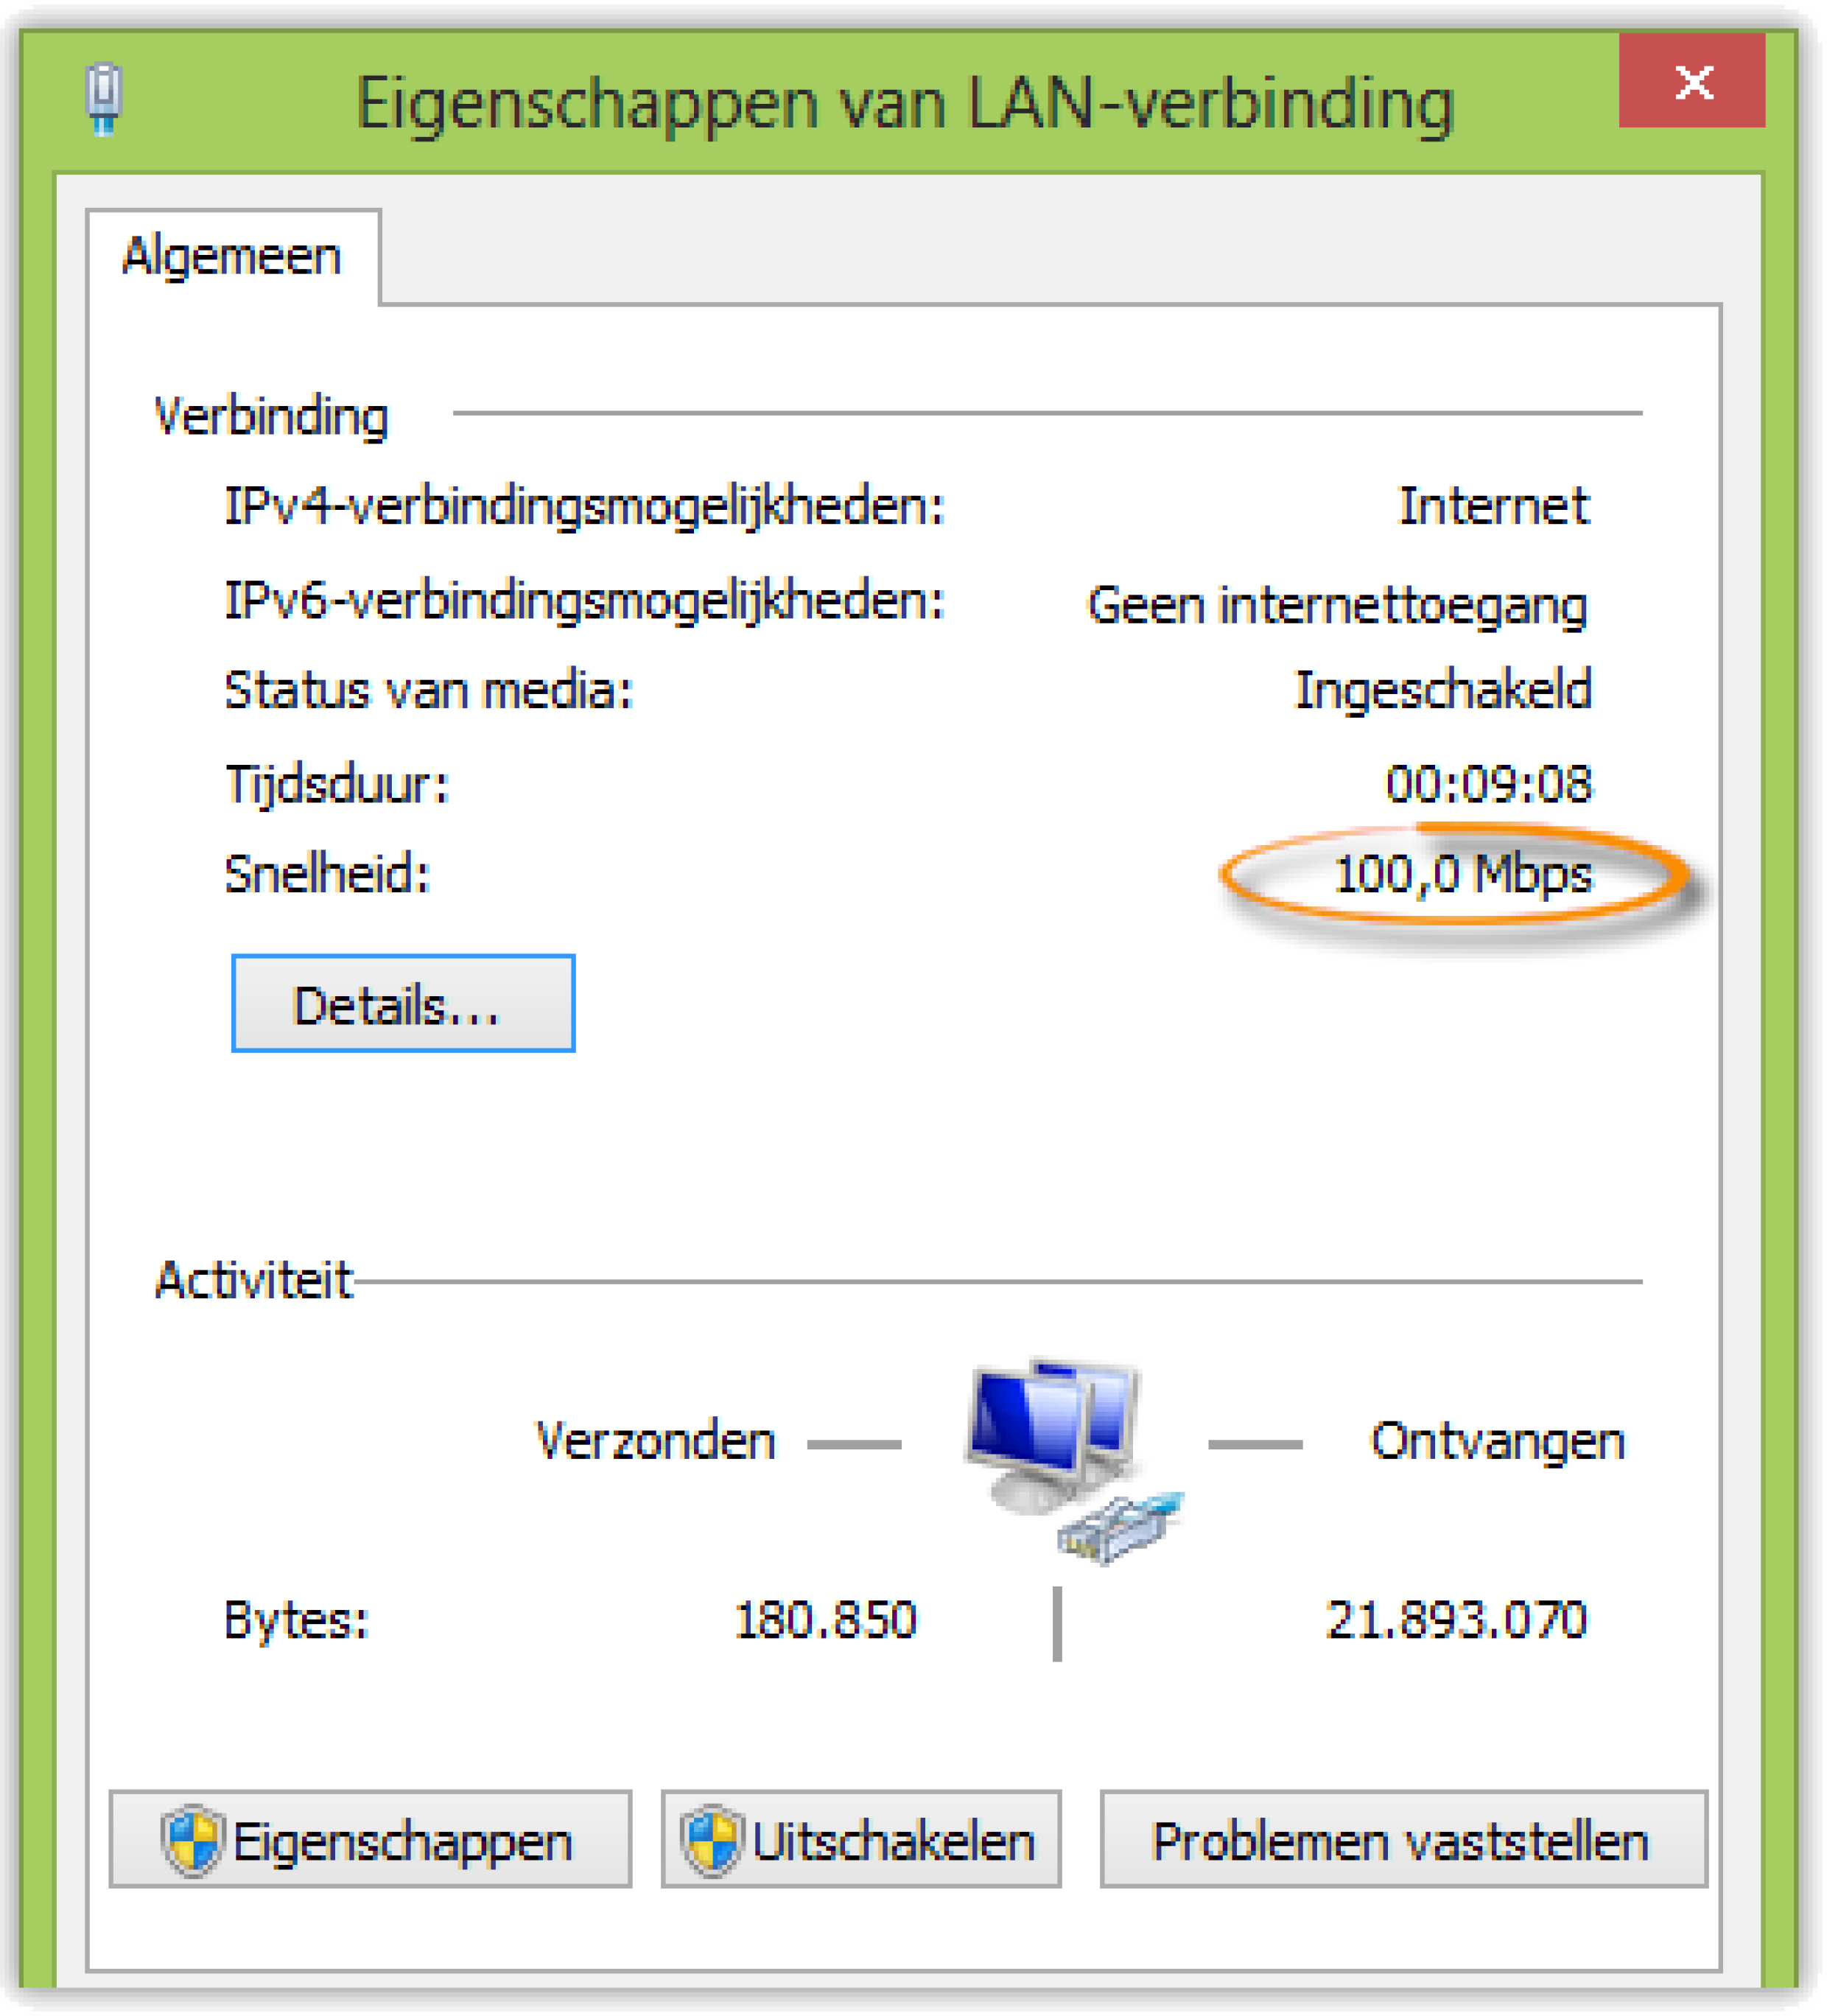 Eigenschappen van LAN-verbinding
Algemeen
Verbinding
IPv4-verbindingsmogelijkheden: Internet
IPv6-verbindingsmogelijkheden: Geen internettoegang
Status van media: Ingeschakeld
Tijdsduur: 00:09:08
Snelheid: 100,0 Mbps
Details...
Activiteit
Verzonden Ontvangen
Bytes: 180.850 21.893.070
Eigenschappen Uitschakelen Problemen vaststellen